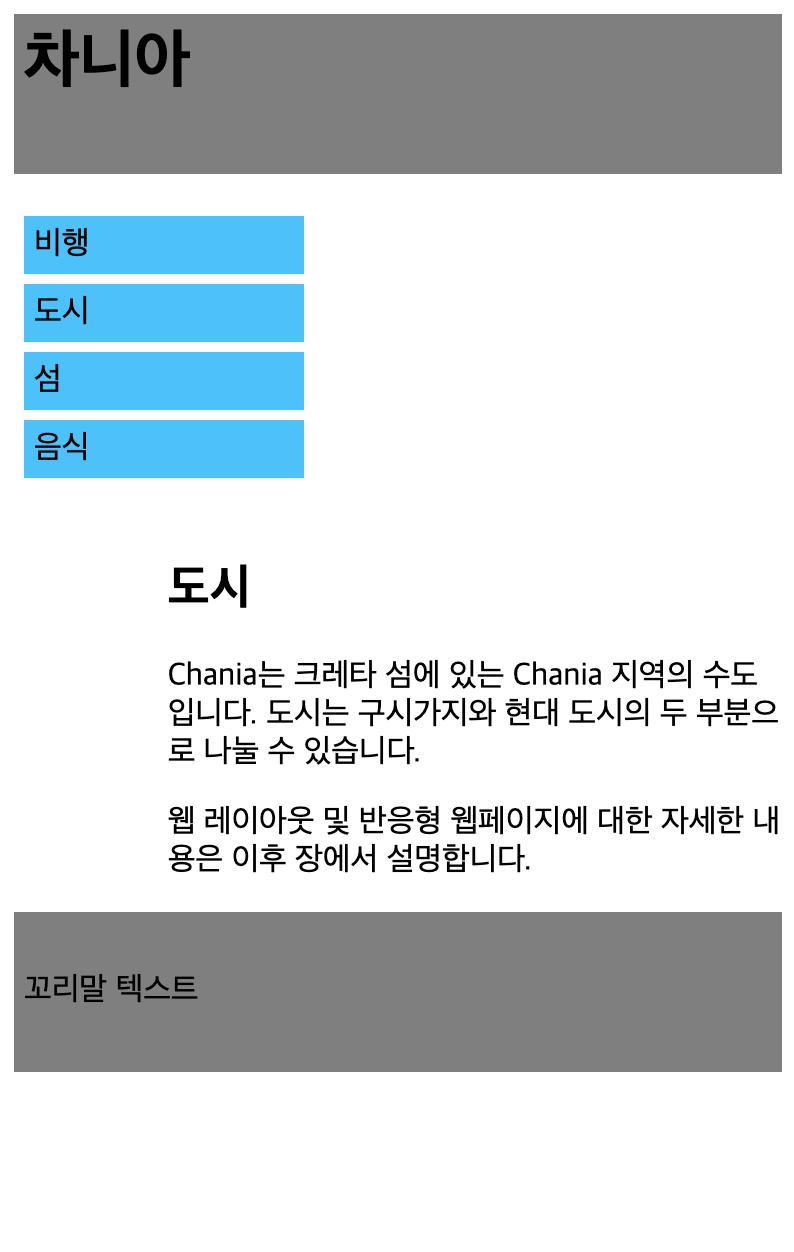 차니아
비행
도시
섬
음식
도시
Chania는 크레타 섬에 있는 Chania 지역의 수도
입니다. 도시는 구시가지와 현대 도시의 두 부분으
로 나눌 수 있습니다.
웹 레이아웃 및 반응형 웹페이지에 대한 자세한 내
용은 이후 장에서 설명합니다.
꼬리말 텍스트